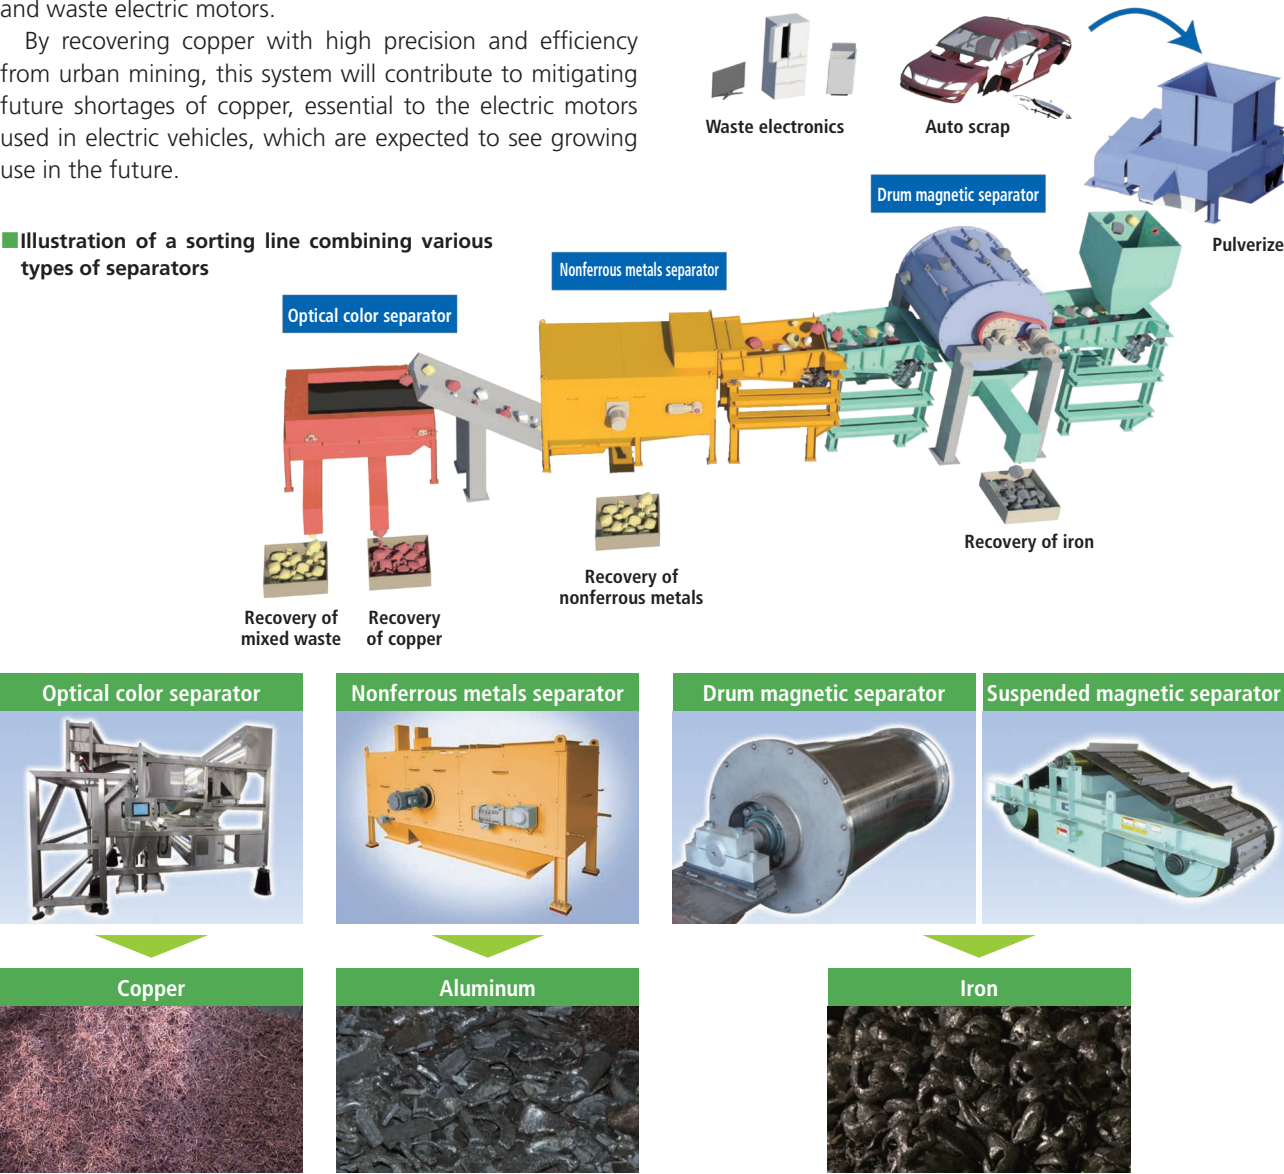 and waste electric motors.
By recovering copper with high precision and efficiency
from urban mining, this system will contribute to mitigating
future shortages of copper, essential to the electric motors
used in electric vehicles, which are expected to see growing
use in the future.
Waste electronics
Auto scrap
Pulverize
■Illustration of a sorting line combining various
types of separators
Drum magnetic separator
Nonferrous metals separator
Optical color separator
Recovery of iron
Recovery of
nonferrous metals
Recovery of
mixed waste
Recovery
of copper
Optical color separator
Nonferrous metals separator
Drum magnetic separator
Suspended magnetic separator
Copper
Aluminum
Iron